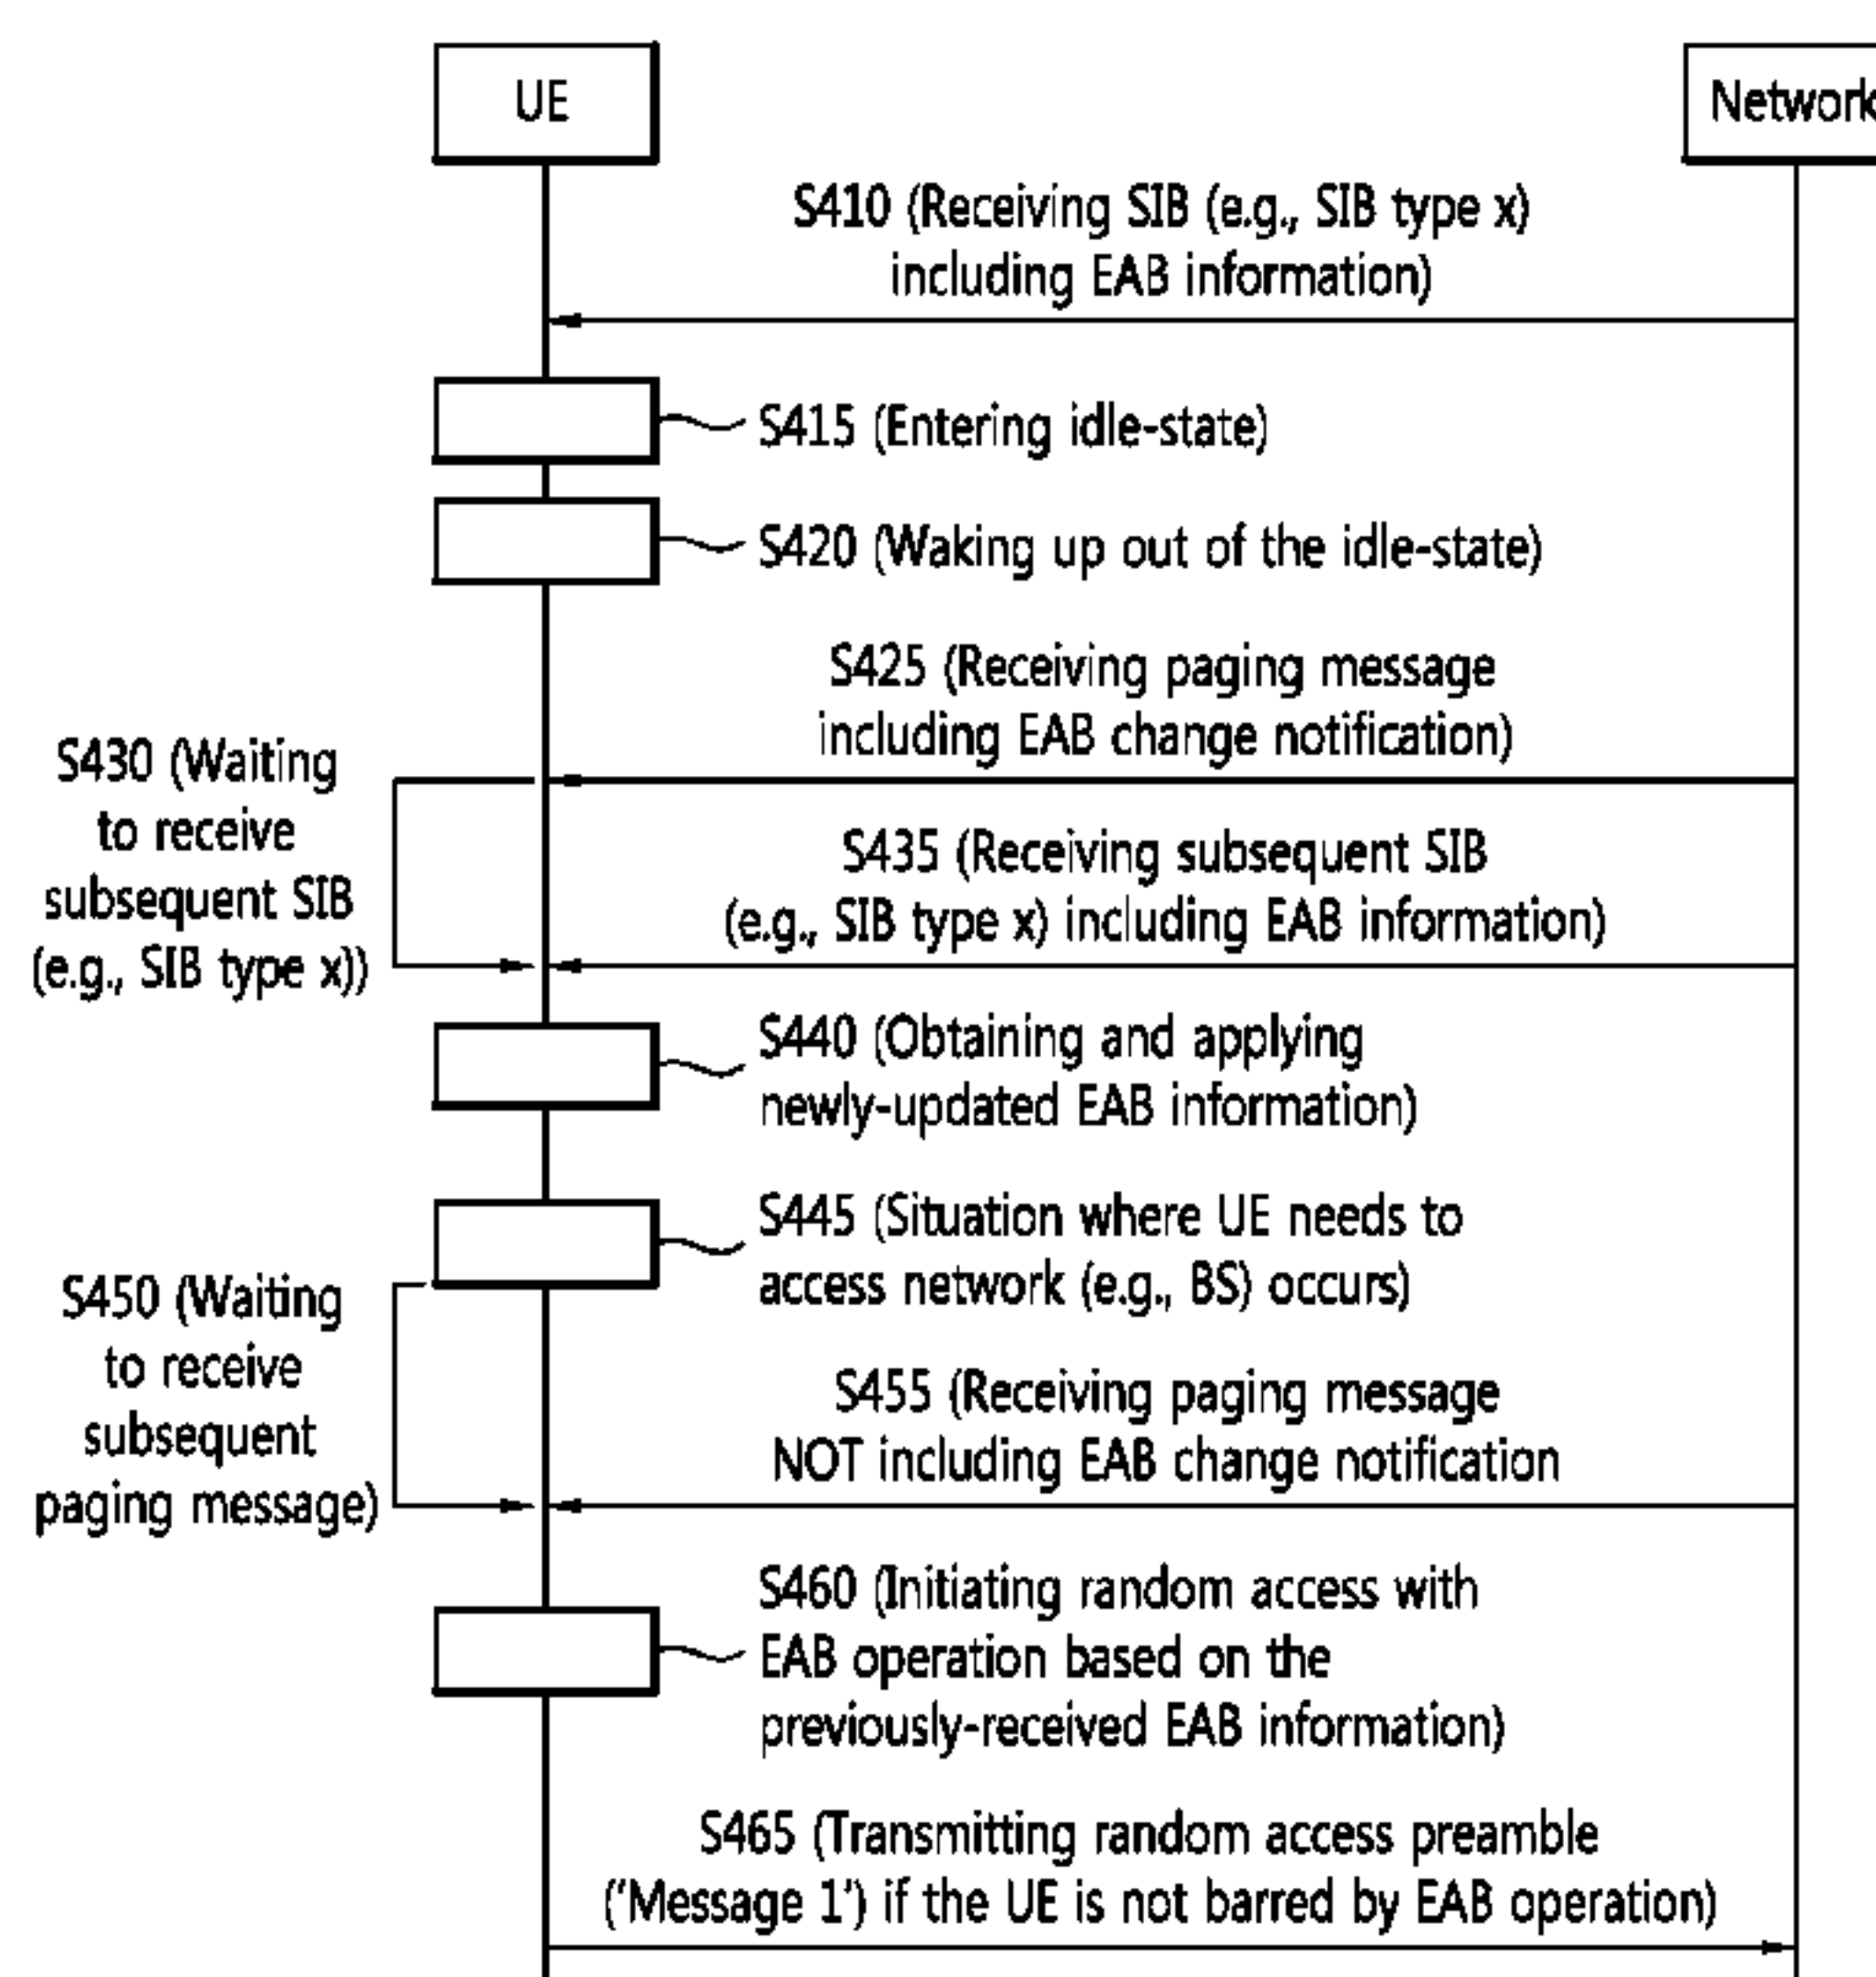 UE
Network
S410 (Receiving SIB (e.g., SIB type x)
including EAB information)
S415 (Entering idle-state)
S420 (Waking up out of the idle-state)
S425 (Receiving paging message
including EAB change notification)
S430 (Waiting
to receive
subsequent SIB
(e.g., SIB type x))
S435 (Receiving subsequent SIB
(e.g., SIB type x) including EAB information)
S440 (Obtaining and applying
newly-updated EAB information)
S445 (Situation where UE needs to
access network (e.g., BS) occurs)
S450 (Waiting
to receive
subsequent
paging message)
S455 (Receiving paging message
NOT including EAB change notification
S460 (Initiating random access with
EAB operation based on the
previously-received EAB information)
S465 (Transmitting random access preamble
('Message 1') if the UE is not barred by EAB operation)